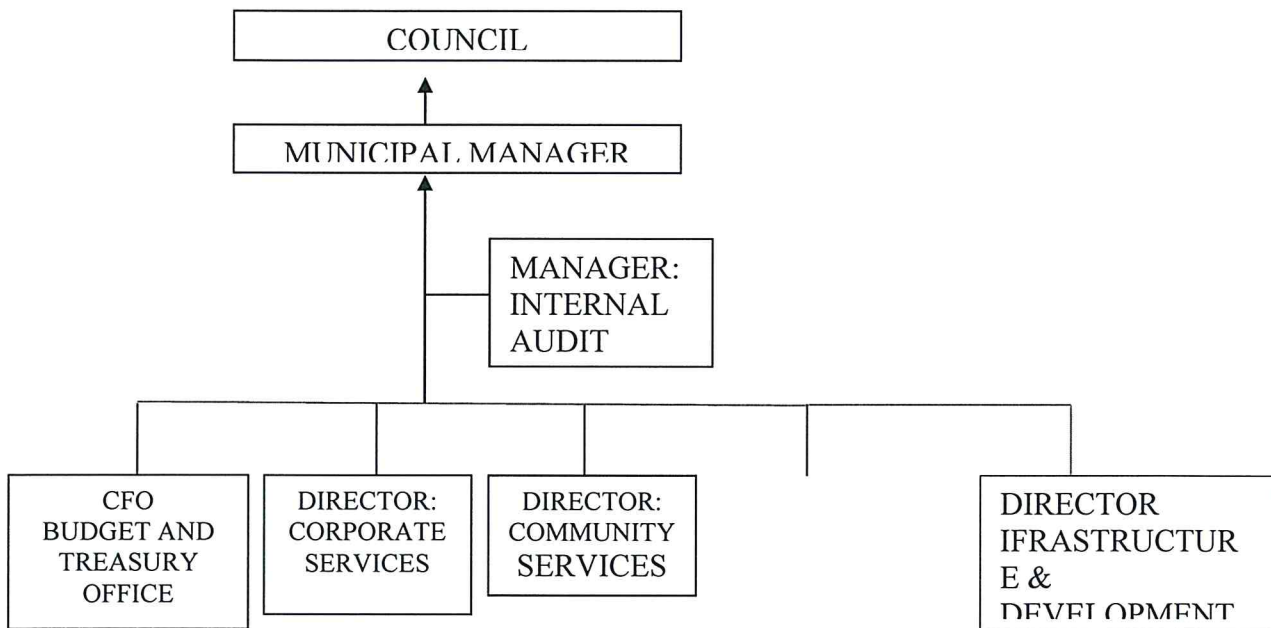 COUNCIL
MUNICIPAL MANAGER
MANAGER:
INTERNAL
AUDIT
CFO
BUDGET AND
TREASURY
OFFICE
DIRECTOR:
CORPORATE
SERVICES
DIRECTOR:
COMMUNITY
SERVICES
DIRECTOR
IFRASTRUCTUR
E &
DEVELOPMENT